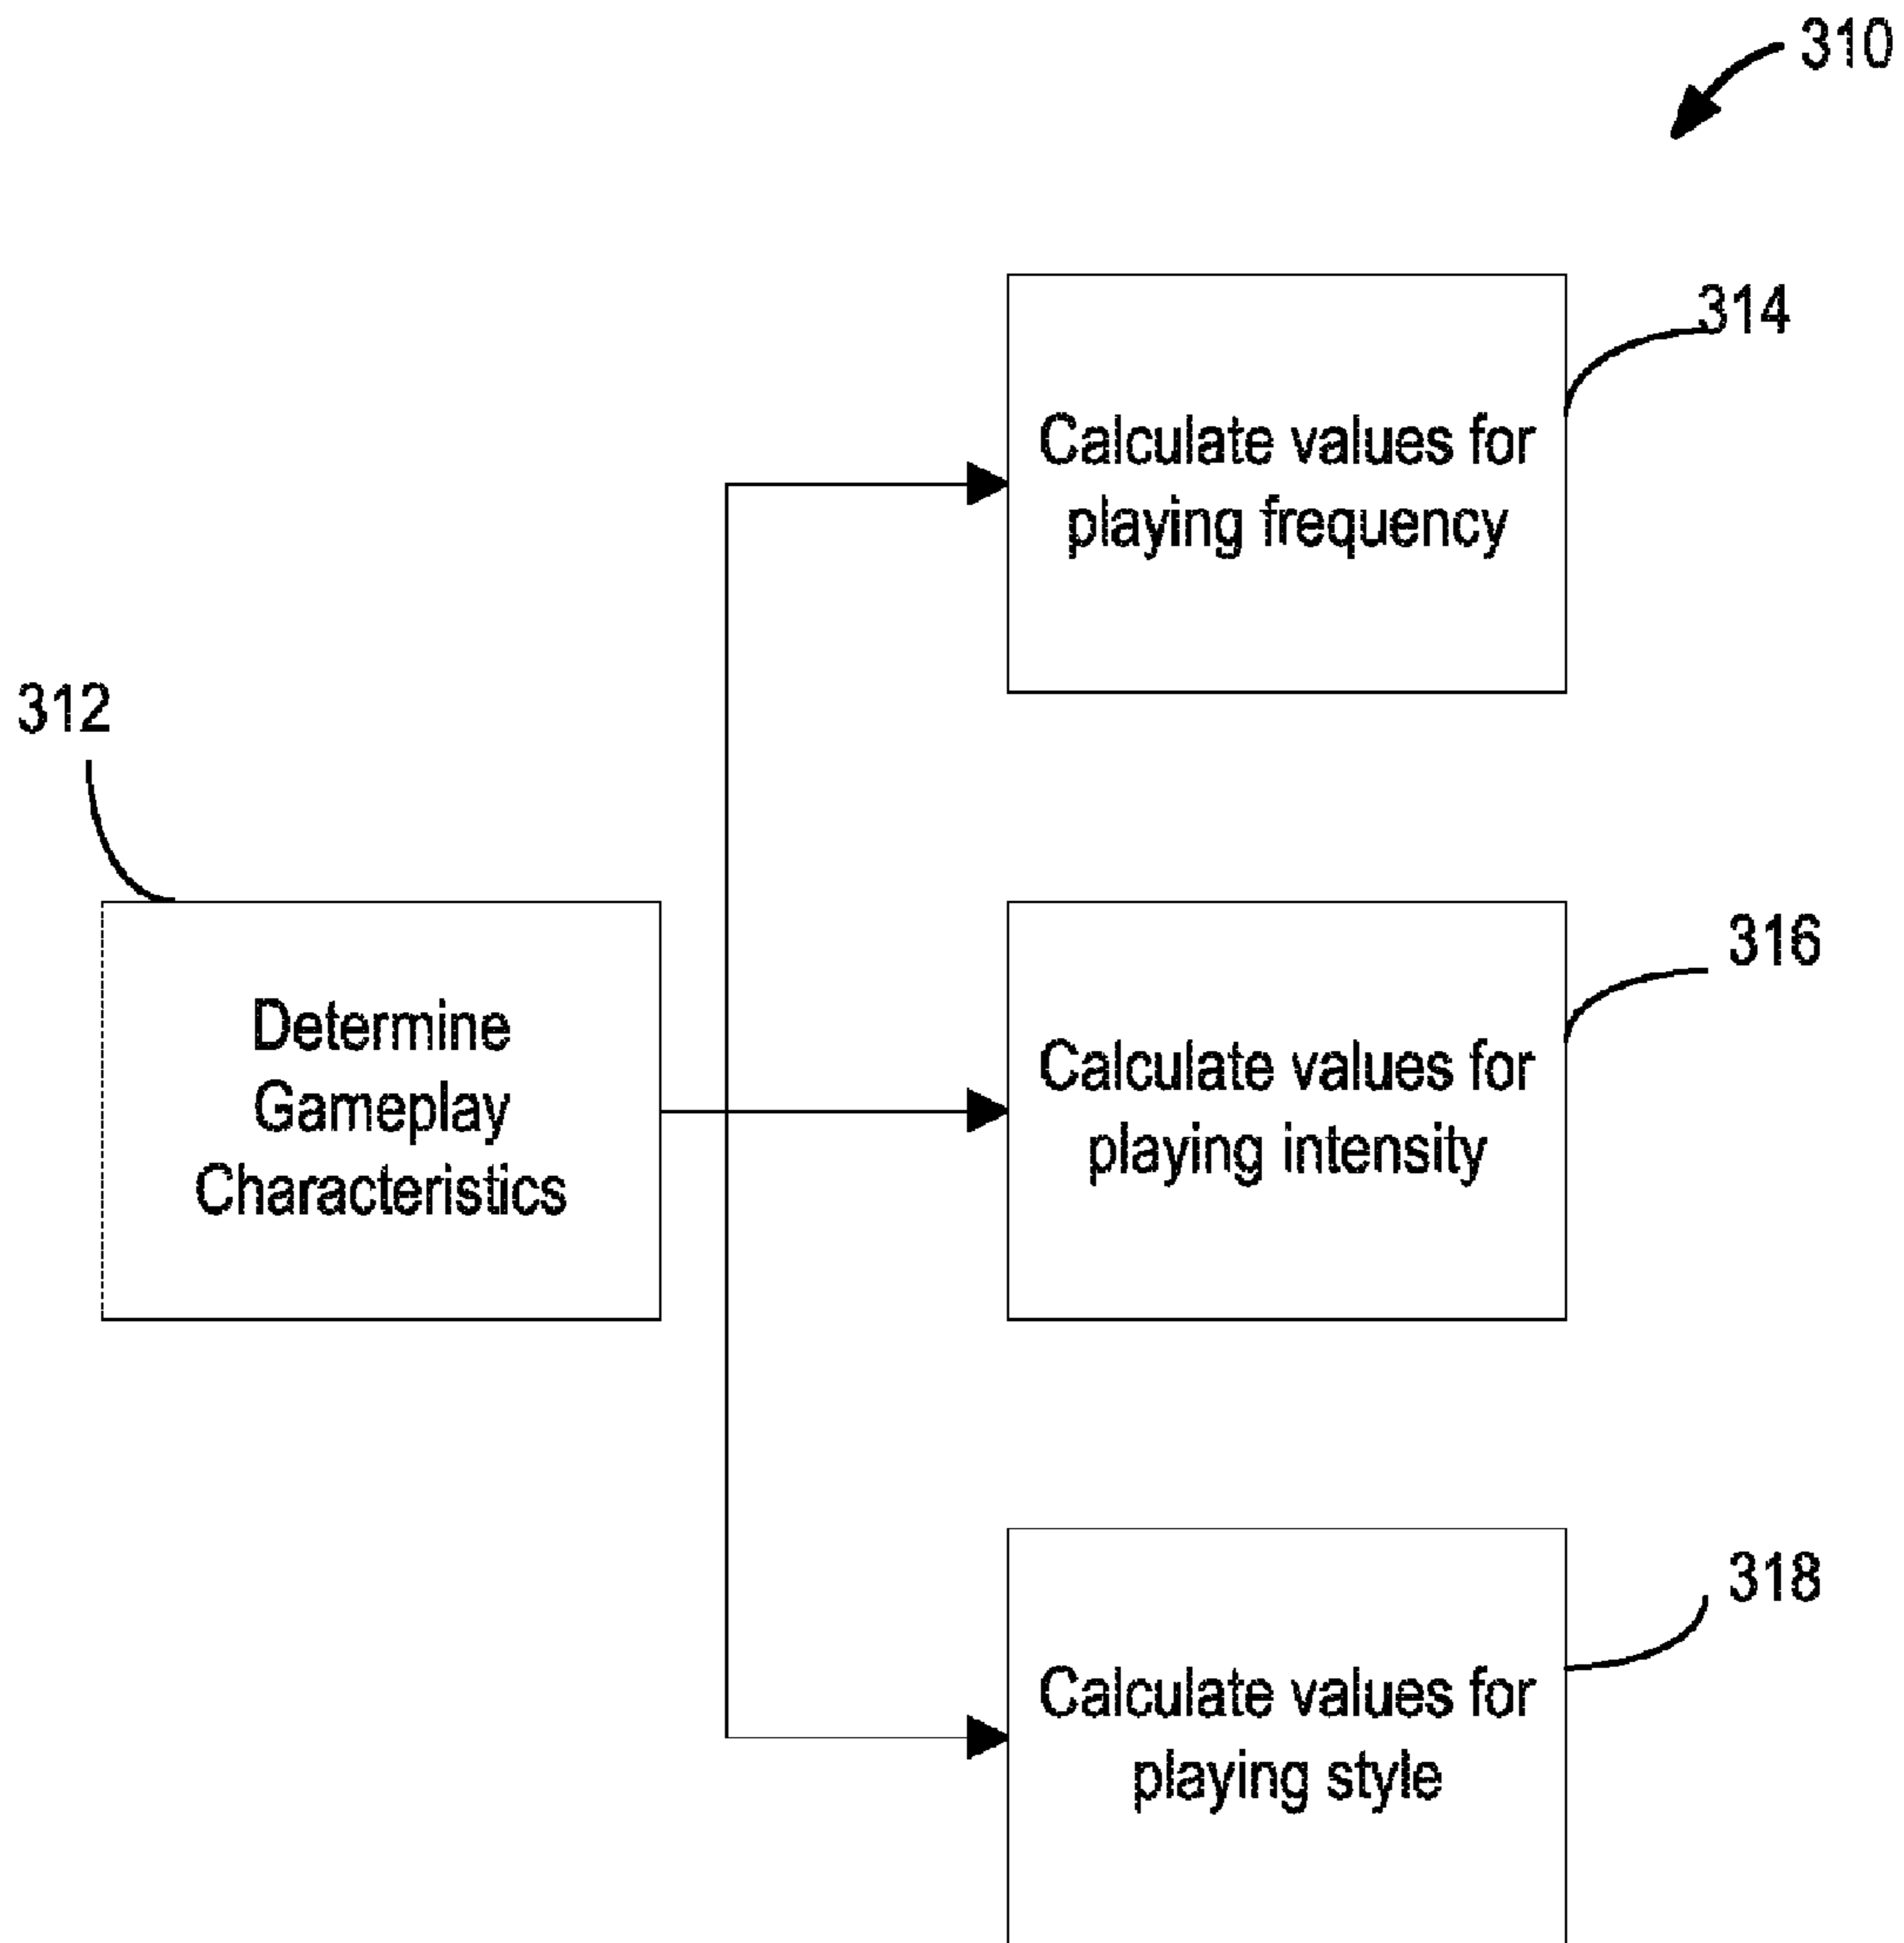 310
314
Calculate values for
playing frequency
312
Determine
Gameplay
Characteristics
316
Calculate values for
playing intensity
318
Calculate values for
playing style